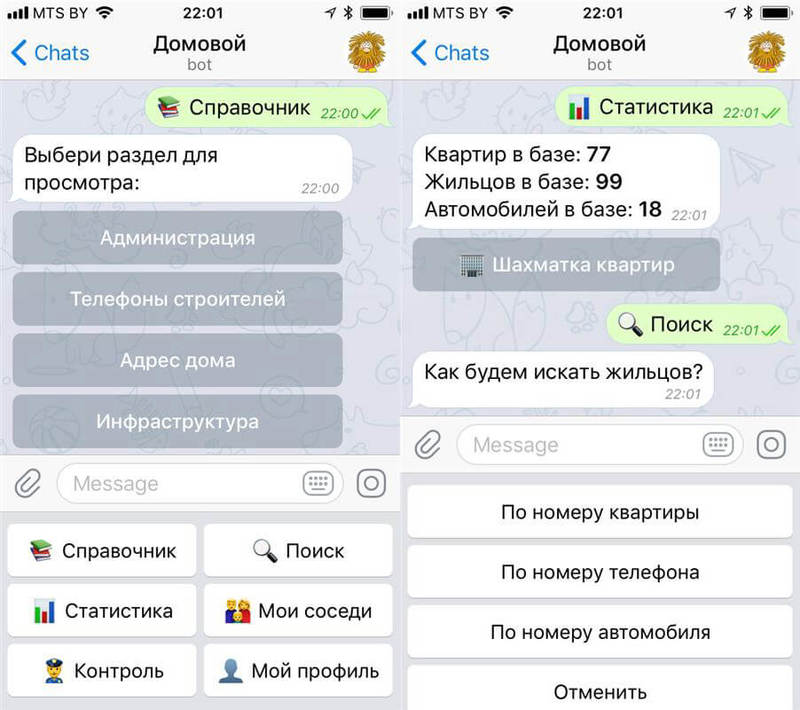 MTS BY 22:01
Chats
Домовой
bot
Справочник 22:00
Выбери раздел для
просмотра:
22:00
Администрация
Телефоны строителей
Адрес дома
Инфраструктура
Message
Справочник
Поиск
Статистика
Мои соседи
Контроль
Мой профиль
MTS BY 22:01
Chats
Домовой
bot
Статистика 22:01
Квартир в базе: 77
Жильцов в базе: 99
Автомобилей в базе: 18 22:01
Шахматка квартир
Поиск 22:01
Как будем искать жильцов?
22:01
Message
По номеру квартиры
По номеру телефона
По номеру автомобиля
Отменить